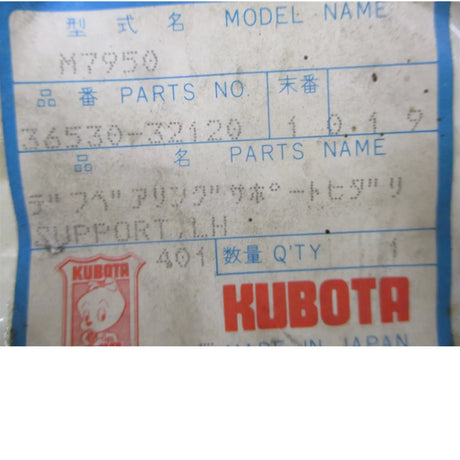 型式名 MODEL NAME
M7950
品番 PARTS NO. 末番
36530-32120 1 0.1 9
品名 PARTS NAME
デフベアリングサポートヒダリ
SUPPORT,LH
401 数量 Q'TY 1
KUBOTA KUBOTA
MADE IN JAPAN